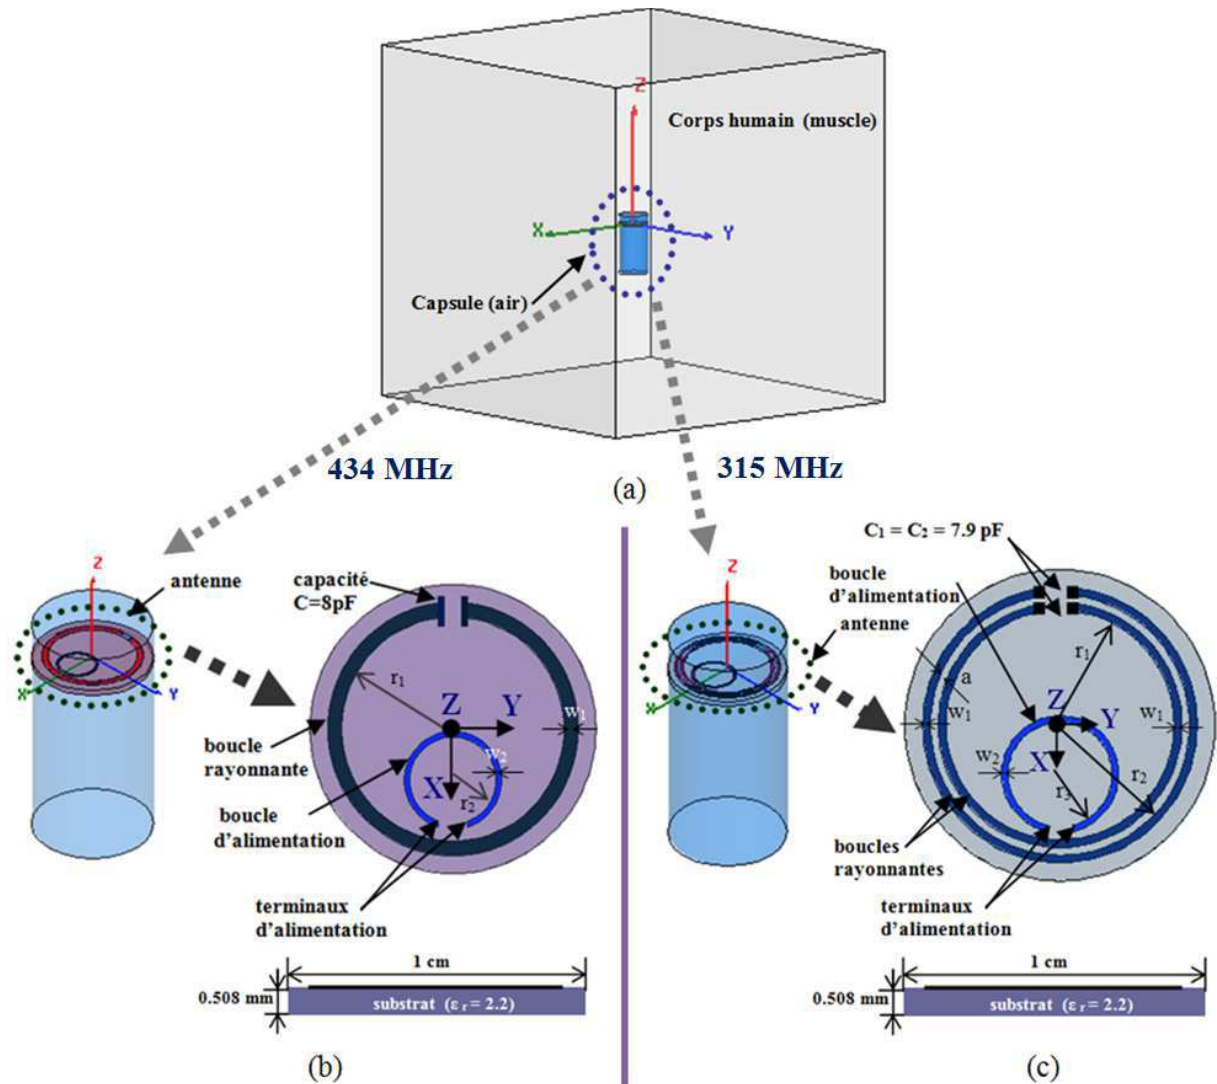 Z
Corps humain (muscle)
X
Y
Capsule (air)
434 MHz
315 MHz
(a)
Z
antenne
X
Y
capacité
C=8pF
r1
Z
Y
w1
w2
X
r2
boucle
rayonnante
boucle
d'alimentation
terminaux
d'alimentation
1 cm
0.508 mm
substrat (εr = 2.2)
(b)
C1 = C2 = 7.9 pF
Z
boucle
d'alimentation
antenne
X
Y
r1
a
w1
Z
Y
w1
w2
X
r2
r3
boucles
rayonnantes
terminaux
d'alimentation
1 cm
0.508 mm
substrat (εr = 2.2)
(c)